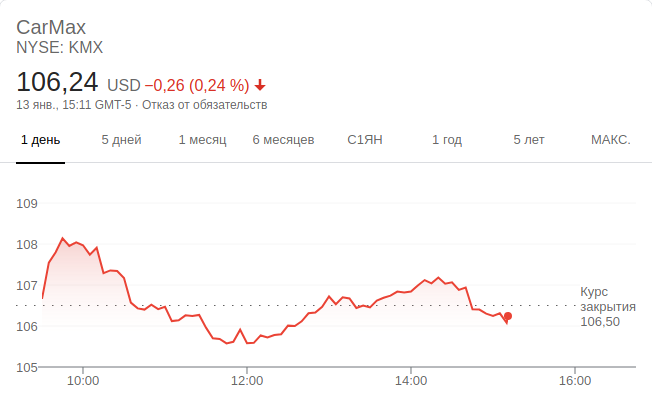 CarMax
NYSE: KMX
106,24 USD −0,26 (0,24 %)
13 янв., 15:11 GMT-5 · Отказ от обязательств
1 день 5 дней 1 месяц 6 месяцев С1ЯН 1 год 5 лет МАКС.
109
108
107
106
105
Курс
закрытия
106,50
10:00 12:00 14:00 16:00